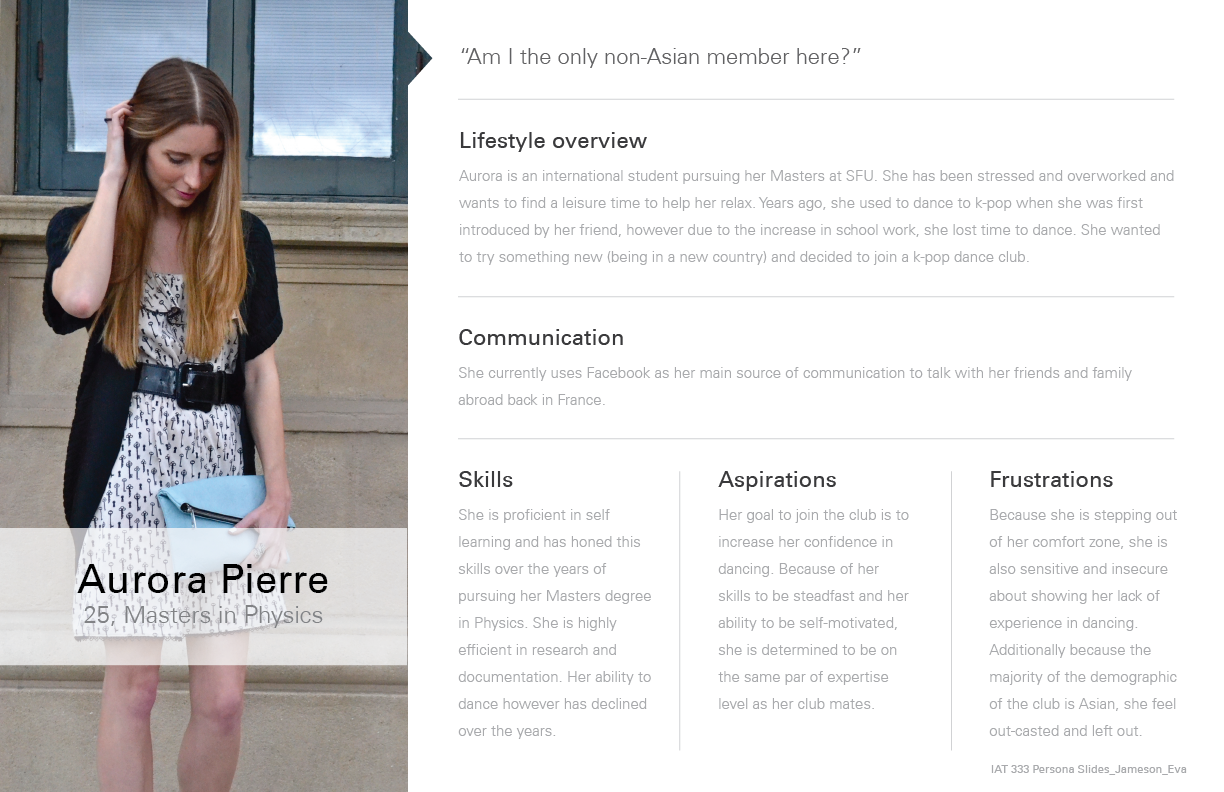 “Am I the only non-Asian member here?”
Lifestyle overview
Aurora is an international student pursuing her Masters at SFU. She has been stressed and overworked and
wants to find a leisure time to help her relax. Years ago, she used to dance to k-pop when she was first
introduced by her friend, however due to the increase in school work, she lost time to dance. She wanted
to try something new (being in a new country) and decided to join a k-pop dance club.
Communication
She currently uses Facebook as her main source of communication to talk with her friends and family
abroad back in France.
Skills
She is proficient in self
learning and has honed this
skills over the years of
pursuing her Masters degree
in Physics. She is highly
efficient in research and
documentation. Her ability to
dance however has declined
over the years.
Aspirations
Her goal to join the club is to
increase her confidence in
dancing. Because of her
skills to be steadfast and her
ability to be self-motivated,
she is determined to be on
the same par of expertise
level as her club mates.
Frustrations
Because she is stepping out
of her comfort zone, she is
also sensitive and insecure
about showing her lack of
experience in dancing.
Additionally because the
majority of the demographic
of the club is Asian, she feel
out-casted and left out.
Aurora Pierre
25, Masters in Physics
IAT 333 Persona Slides_Jameson_Eva